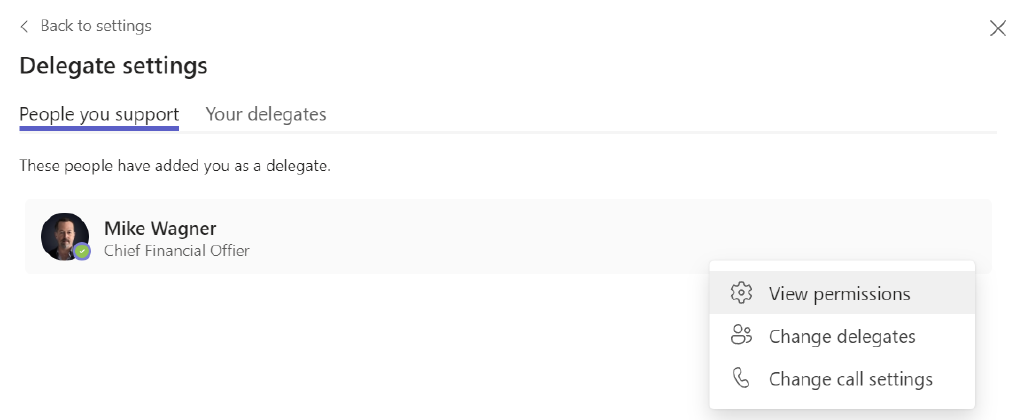 Back to settings
Delegate settings
People you support
Your delegates
These people have added you as a delegate.
Mike Wagner
Chief Financial Offier
View permissions
Change delegates
Change call settings